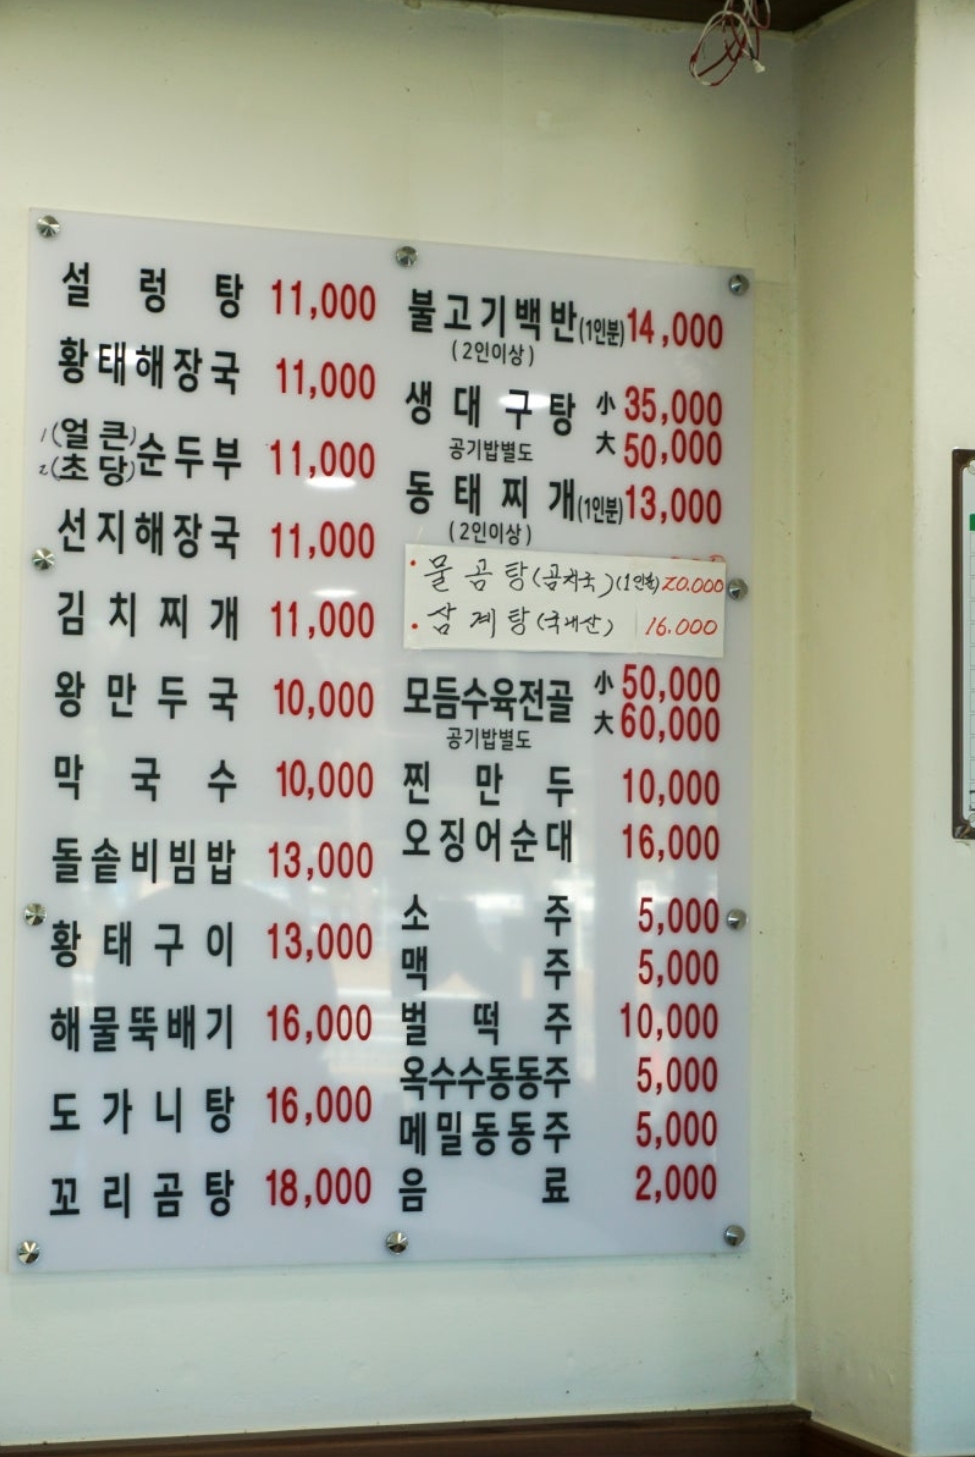 설렁탕 11,000
황태해장국 11,000
1(얼큰)
2(초당)순두부 11,000
선지해장국 11,000
김치찌개 11,000
왕만두국 10,000
막국수 10,000
돌솥비빔밥 13,000
황태구이 13,000
해물뚝배기 16,000
도가니탕 16,000
꼬리곰탕 18,000
불고기백반(1인분)14,000
(2인이상)
생대구탕 小 35,000
공기밥별도 大 50,000
동태찌개(1인분)13,000
(2인이상)
• 물곰탕(곰치국)(1인분)20.000
• 삼계탕(국내산) 16.000
모듬수육전골 小 50,000
공기밥별도 大 60,000
찐만두 10,000
오징어순대 16,000
소주 5,000
맥주 5,000
벌떡주 10,000
옥수수동동주 5,000
메밀동동주 5,000
음료 2,000